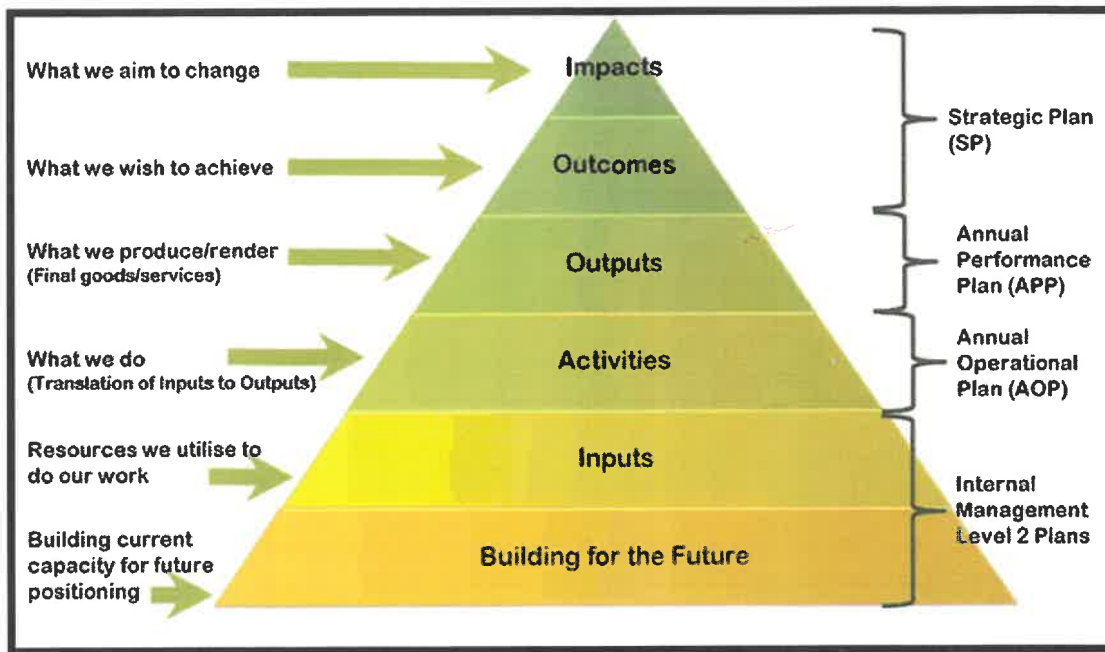 What we aim to change
Impacts
Strategic Plan
(SP)
What we wish to achieve
Outcomes
What we produce/render
(Final goods/services)
Outputs
Annual
Performance
Plan (APP)
What we do
(Translation of Inputs to Outputs)
Activities
Annual
Operational
Plan (AOP)
Resources we utilise to
do our work
Inputs
Internal
Management
Level 2 Plans
Building current
capacity for future
positioning
Building for the Future